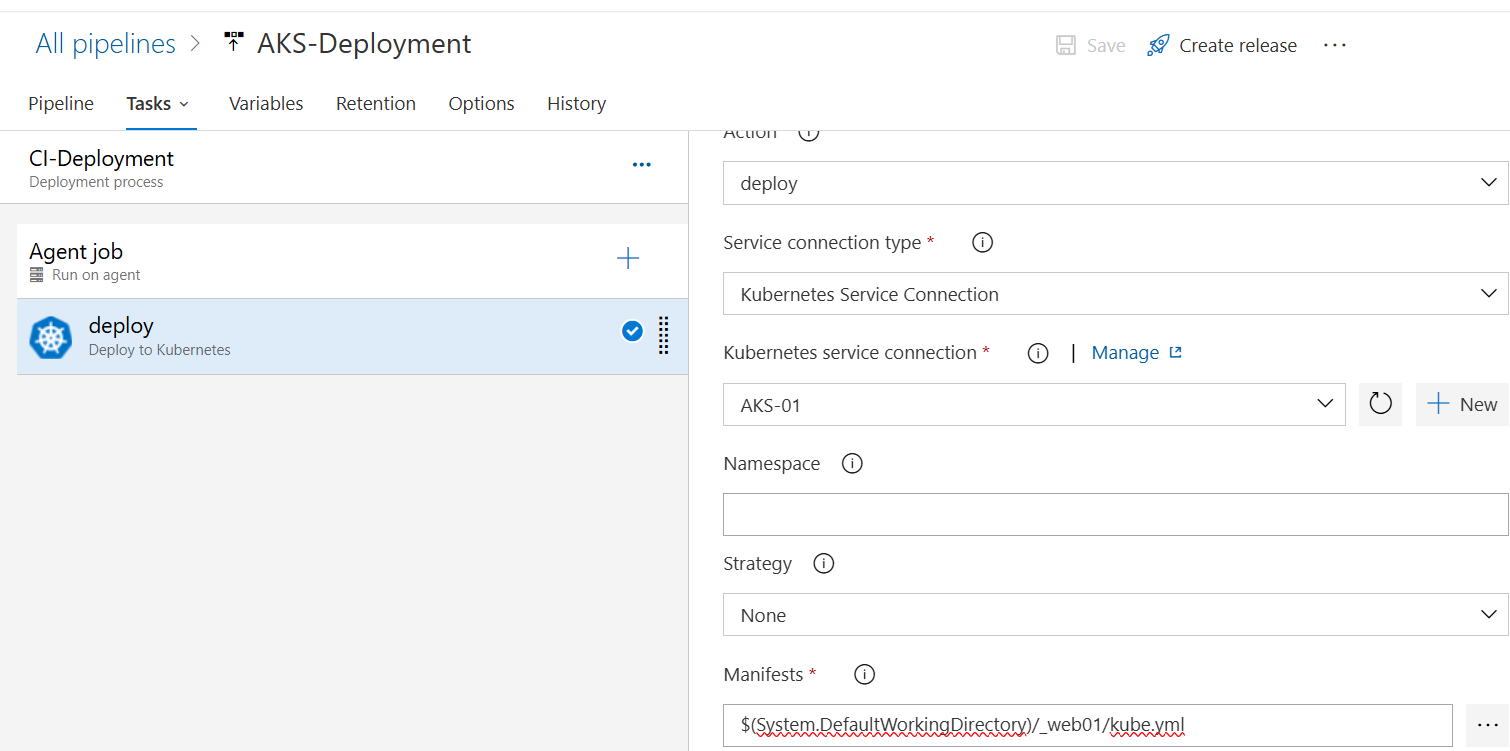 All pipelines > AKS-Deployment
Save
Create release
...
Pipeline
Tasks
Variables
Retention
Options
History
CI-Deployment
Deployment process
...
Agent job
Run on agent
deploy
Deploy to Kubernetes
Action
deploy
Service connection type *
Kubernetes Service Connection
Kubernetes service connection *
| Manage
AKS-01
New
Namespace
Strategy
None
Manifests *
$(System.DefaultWorkingDirectory)/_web01/kube.yml
...